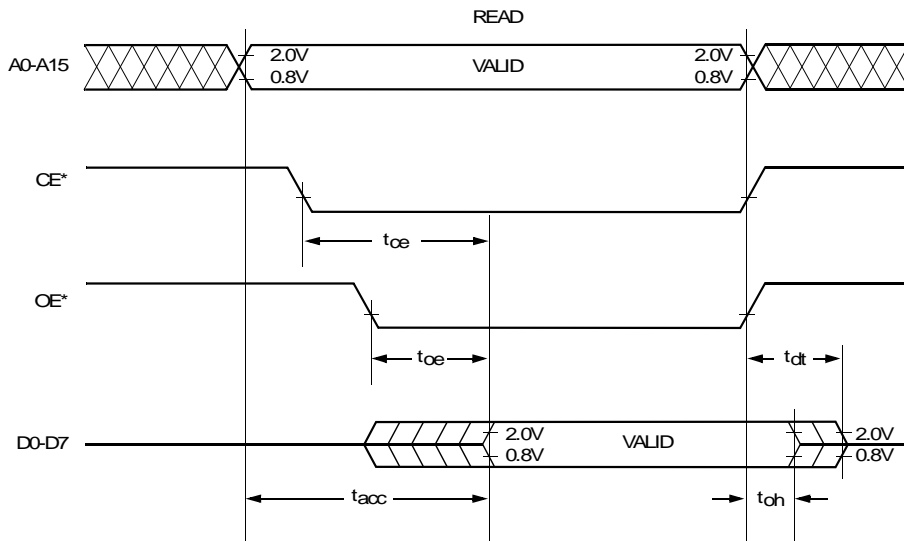 READ
A0-A15
2.0V
0.8V
VALID
2.0V
0.8V
CE*
tce
OE*
toe
tdt
D0-D7
2.0V
0.8V
VALID
2.0V
0.8V
tacc
toh